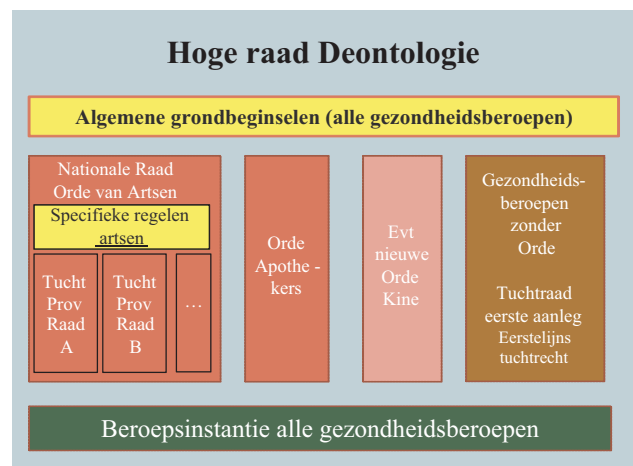 Hoge raad Deontologie
Algemene grondbeginselen (alle gezondheidsberoepen)
Nationale Raad
Orde van Artsen
Specifieke regelen
artsen
Tucht
Prov
Raad
A
Tucht
Prov
Raad
B
…
Orde
Apothe -
kers
Evt
nieuwe
Orde
Kine
Gezondheids-
beroepen
zonder
Orde
Tuchtraad
eerste aanleg
Eerstelijns
tuchtrecht
Beroepsinstantie alle gezondheidsberoepen